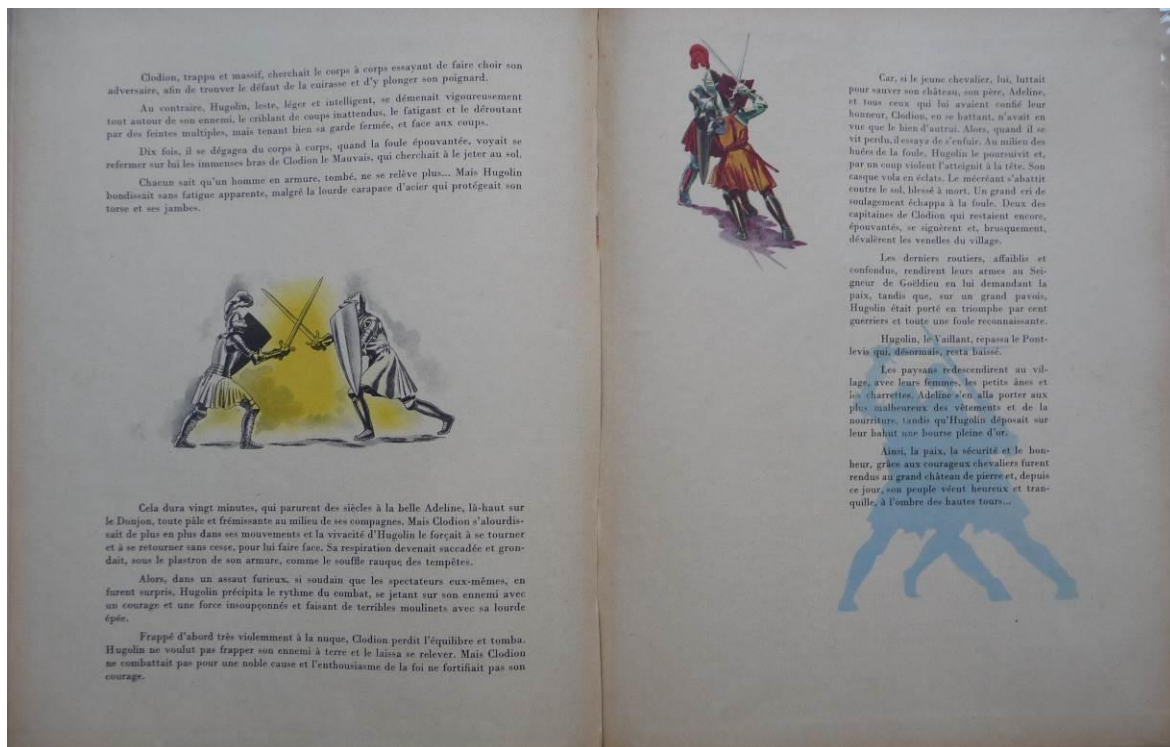 Clodion, trappu et massif, cherchait le corps à corps essayant de faire choir son
adversaire, afin de trouver le défaut de la cuirasse et d'y plonger son poignard.
Au contraire, Hugolin, leste, léger et intelligent, se démenait vigoureusement
tout autour de son ennemi, le criblant de coups inattendus, le fatigant et le déroutant
par des feintes multiples, mais tenant bien sa garde fermée, et face aux coups.
Dix fois, il se dégagea du corps à corps, quand la foule épouvantée, voyait se
refermer sur lui les immenses bras de Clodion le Mauvais, qui cherchait à le jeter au sol.
Chacun sait qu'un homme en armure, tombé, ne se relève plus... Mais Hugolin
bondissait sans fatigue apparente, malgré la lourde carapace d'acier qui protégeait son
torse et ses jambes.
Cela dura vingt minutes, qui parurent des siècles à la belle Adeline, là-haut sur
le Dunjon, toute pâle et frémissante au milieu de ses compagnes. Mais Clodion s'alourdis-
sait de plus en plus dans ses mouvements et la vivacité d'Hugolin le forçait à se tourner
et à se retourner sans cesse, pour lui faire face. Sa respiration devenait saccadée et gron-
dait, sous le plastron de son armure, comme le souffle rauque des tempêtes.
Alors, dans un assaut furieux, si soudain que les spectateurs eux-mêmes, en
furent surpris, Hugolin précipita le rythme du combat, se jetant sur son ennemi avec
un courage et une force insoupçonnés et faisant de terribles moulinets avec sa lourde
épée.
Frappé d'abord très violemment à la nuque, Clodion perdit l'équilibre et tomba.
Hugolin ne voulut pas frapper son ennemi à terre et le laissa se relever. Mais Clodion
ne combattait pas pour une noble cause et l'enthousiasme de la foi ne fortifiait pas son
courage.
Car, si le jeune chevalier, lui, luttait
pour sauver son château, son père, Adeline,
et tous ceux qui lui avaient confié leur
honneur, Clodion, en se battant, n'avait en
vue que le bien d'autrui. Alors, quand il se
vit perdu, il essaya de s'enfuir. Au milieu des
huées de la foule, Hugolin le poursuivit et,
par un coup violent l'atteignit à la tête. Son
casque vola en éclats. Le mécréant s'abattit
contre le sol, blessé à mort. Un grand cri de
soulagement échappa à la foule. Deux des
capitaines de Clodion qui restaient encore,
épouvantés, se signèrent et, brusquement,
dévalèrent les venelles du village.
Les derniers routiers, affaiblis et
confondus, rendirent leurs armes au Sei-
gneur de Goëldieu en lui demandant la
paix, tandis que, sur un grand pavois,
Hugolin était porté en triomphe par cent
guerriers et toute une foule reconnaissante.
Hugolin, le Vaillant, repassa le Pont-
levis qui, désormais, resta baissé.
Les paysans redescendirent au vil-
lage, avec leurs femmes, les petits ânes et
les charrettes. Adeline s'en alla porter aux
plus malheureux des vêtements et de la
nourriture, tandis qu'Hugolin déposait sur
leur bahut une bourse pleine d'or.
Ainsi, la paix, la sécurité et le bon-
heur, grâce aux courageux chevaliers furent
rendus au grand château de pierre et, depuis
ce jour, son peuple vécut heureux et tran-
quille, à l'ombre des hautes tours...